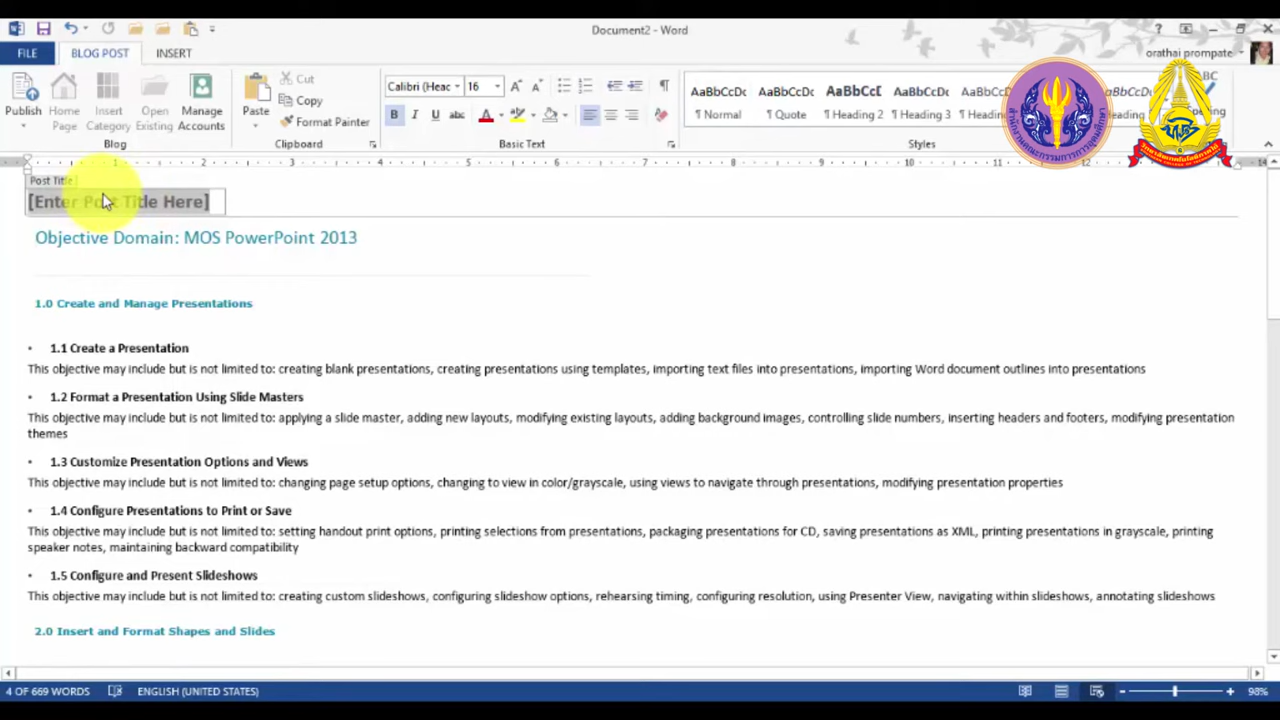 Document2 - Word
?
FILE
BLOG POST
INSERT
orathai prompate
Publish
Home Page
Insert Category
Open Existing
Manage Accounts
Paste
Cut
Copy
Format Painter
Calibri (Heac
16
B I U abc
AaBbCcDc AaBbCcDc AaBbCcD AaBbCcDc
¶ Normal ¶ Quote ¶ Heading 2 ¶ Heading 3
Blog
Clipboard
Basic Text
Styles
Post Title
[Enter Post Title Here]
Objective Domain: MOS PowerPoint 2013
1.0 Create and Manage Presentations
• 1.1 Create a Presentation
This objective may include but is not limited to: creating blank presentations, creating presentations using templates, importing text files into presentations, importing Word document outlines into presentations
• 1.2 Format a Presentation Using Slide Masters
This objective may include but is not limited to: applying a slide master, adding new layouts, modifying existing layouts, adding background images, controlling slide numbers, inserting headers and footers, modifying presentation
themes
• 1.3 Customize Presentation Options and Views
This objective may include but is not limited to: changing page setup options, changing to view in color/grayscale, using views to navigate through presentations, modifying presentation properties
• 1.4 Configure Presentations to Print or Save
This objective may include but is not limited to: setting handout print options, printing selections from presentations, packaging presentations for CD, saving presentations as XML, printing presentations in grayscale, printing
speaker notes, maintaining backward compatibility
• 1.5 Configure and Present Slideshows
This objective may include but is not limited to: creating custom slideshows, configuring slideshow options, rehearsing timing, configuring resolution, using Presenter View, navigating within slideshows, annotating slideshows
2.0 Insert and Format Shapes and Slides
4 OF 669 WORDS
ENGLISH (UNITED STATES)
98%